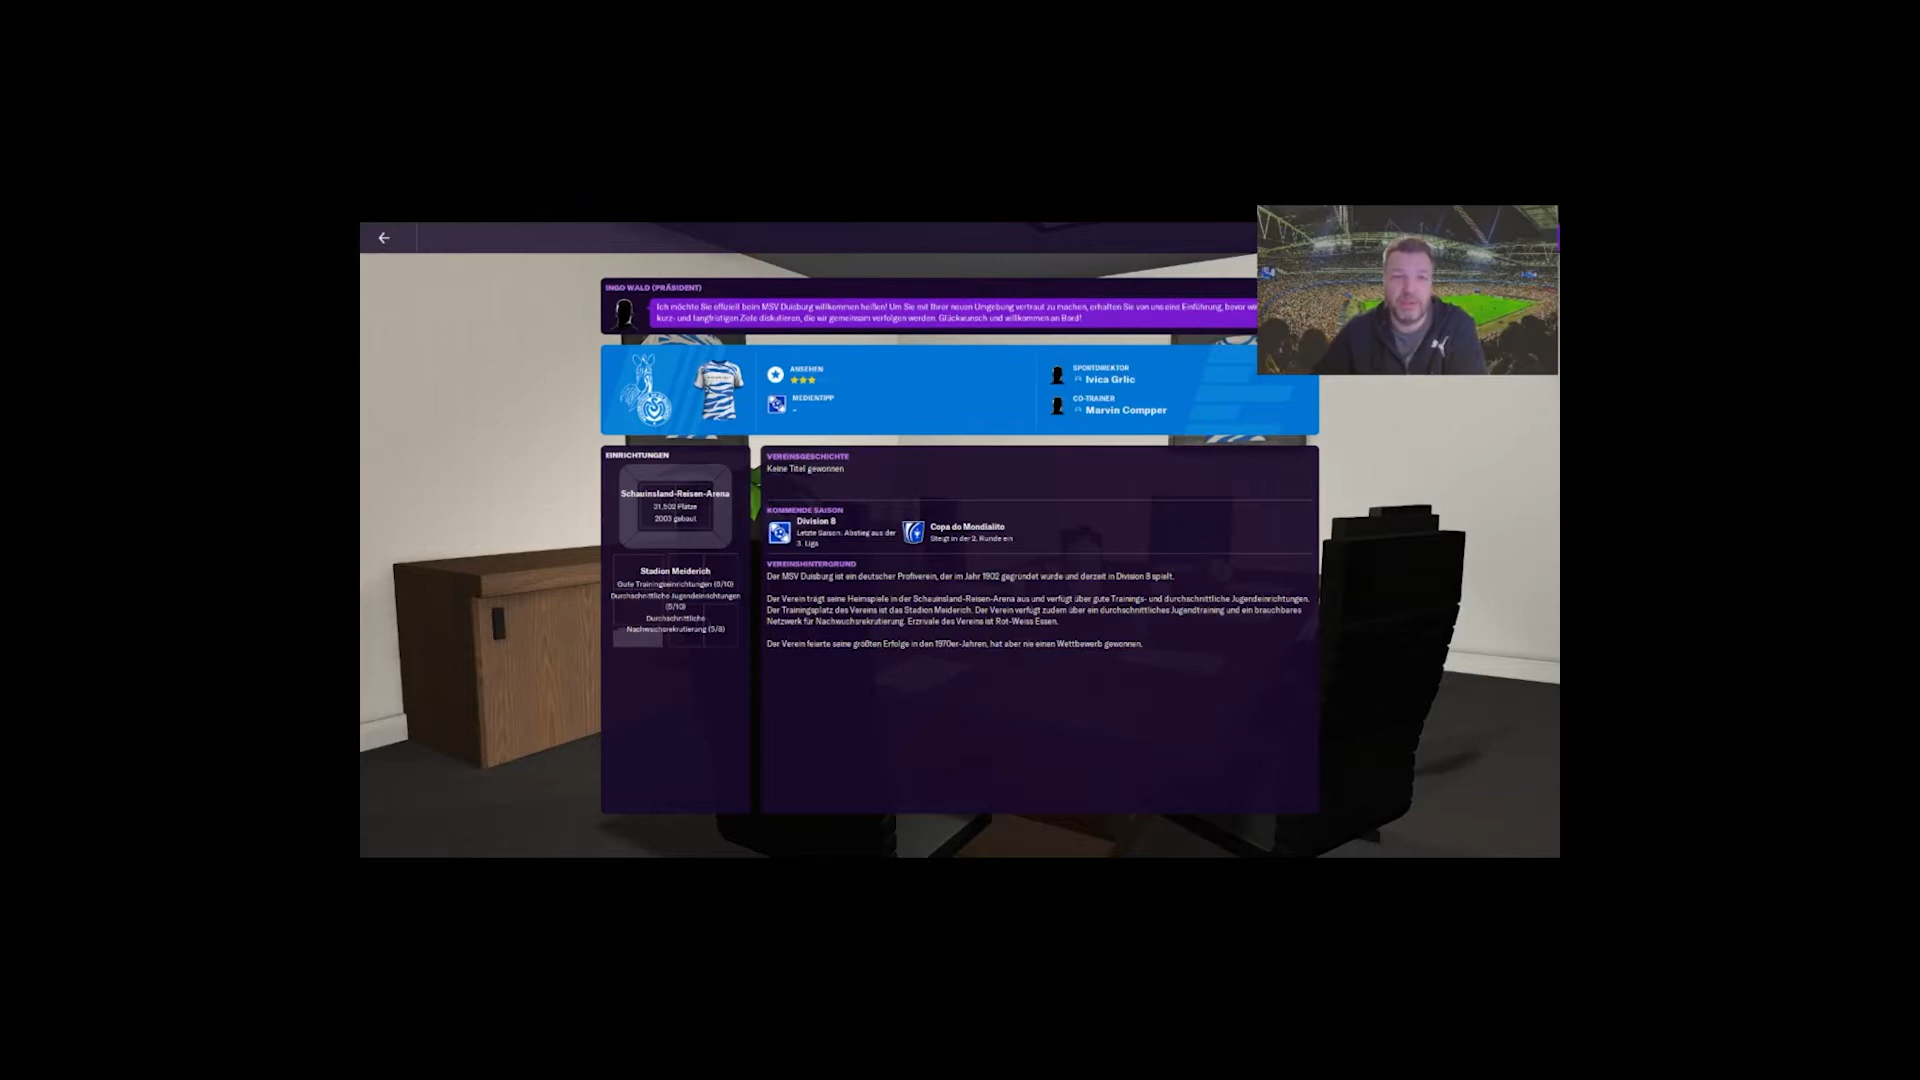 INGO WALD (PRÄSIDENT)
Ich möchte Sie offiziell beim MSV Duisburg willkommen heißen! Um Sie mit Ihrer neuen Umgebung vertraut zu machen, erhalten Sie von uns eine Einführung, bevor wi
kurz- und langfristigen Ziele diskutieren, die wir gemeinsam verfolgen werden. Glückwunsch und willkommen an Bord!
ANSEHEN
MEDIENTIPP
-
SPORTDIREKTOR
Ivica Grlic
CO-TRAINER
Marvin Compper
EINRICHTUNGEN
Schauinsland-Reisen-Arena
31,502 Plätze
2003 gebaut
Stadion Meiderich
Gute Trainingseinrichtungen (6/10)
Durchschnittliche Jugendeinrichtungen
Durchschnittliche
Nachwuchsrekrutierung (5/8)
VEREINSGESCHICHTE
Keine Titel gewonnen
KOMMENDE SAISON
Division 8
Letzte Saison: Abstieg aus der
3. Liga
Copa do Mondialito
Steigt in der 2. Runde ein
VEREINSHINTERGRUND
Der MSV Duisburg ist ein deutscher Profiverein, der im Jahr 1902 gegründet wurde und derzeit in Division 8 spielt.
Der Verein trägt seine Heimspiele in der Schauinsland-Reisen-Arena aus und verfügt über gute Trainings- und durchschnittliche Jugendeinrichtungen.
Der Trainingsplatz des Vereins ist das Stadion Meiderich. Der Verein verfügt zudem über ein durchschnittliches Jugendtraining und ein brauchbares
Netzwerk für Nachwuchsrekrutierung. Erzrivale des Vereins ist Rot-Weiss Essen.
Der Verein feierte seine größten Erfolge in den 1970er-Jahren, hat aber nie einen Wettbewerb gewonnen.